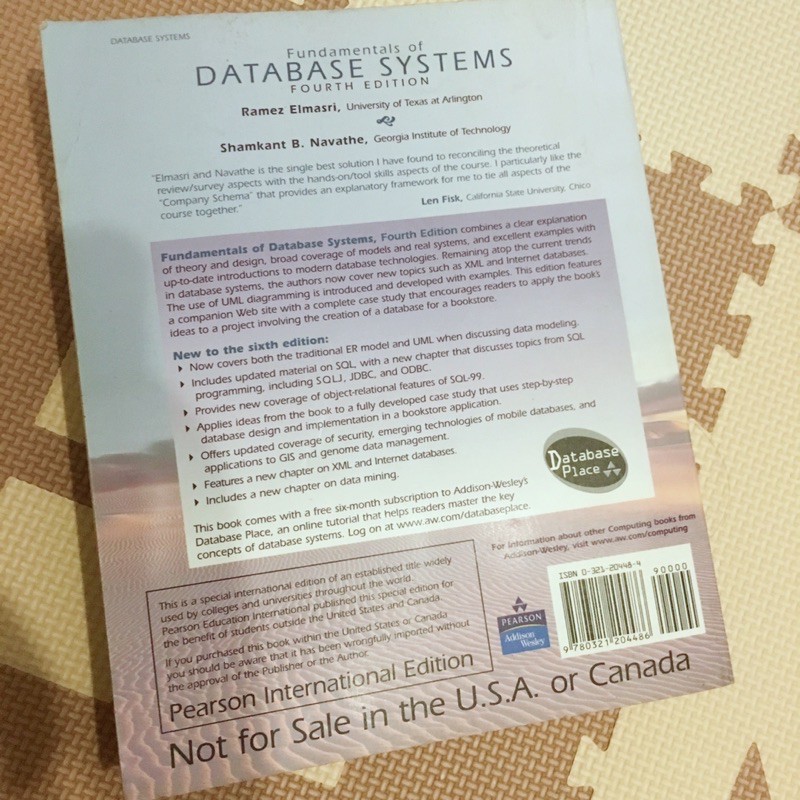 DATABASE SYSTEMS
Fundamentals of
DATABASE SYSTEMS
FOURTH EDITION
Ramez Elmasri, University of Texas at Arlington
Shamkant B. Navathe, Georgia Institute of Technology
"Elmasri and Navathe is the single best solution I have found to reconciling the theoretical
review/survey aspects with the hands-on/tool skills aspects of the course. I particularly like the
"Company Schema" that provides an explanatory framework for me to tie all aspects of the
course together."
Len Fisk, California State University, Chico
Fundamentals of Database Systems, Fourth Edition combines a clear explanation
of theory and design, broad coverage of models and real systems, and excellent examples with
up-to-date introductions to modern database technologies. Remaining atop the current trends
in database systems, the authors now cover new topics such as XML and Internet databases.
The use of UML diagramming is introduced and developed with examples. This edition features
a companion Web site with a complete case study that encourages readers to apply the book's
ideas to a project involving the creation of a database for a bookstore.
New to the sixth edition:
Now covers both the traditional ER model and UML when discussing data modeling.
Includes updated material on SQL, with a new chapter that discusses topics from SQL
programming, including SQLJ, JDBC, and ODBC.
Provides new coverage of object-relational features of SQL-99.
Applies ideas from the book to a fully developed case study that uses step-by-step
database design and implementation in a bookstore application.
Offers updated coverage of security, emerging technologies of mobile databases, and
applications to GIS and genome data management.
Features a new chapter on XML and Internet databases.
Includes a new chapter on data mining.
Database
Place
This book comes with a free six-month subscription to Addison-Wesley's
Database Place, an online tutorial that helps readers master the key
concepts of database systems. Log on at www.aw.com/databaseplace.
For information about other Computing books from
Addison-Wesley, visit www.aw.com/computing
This is a special international edition of an established title widely
used by colleges and universities throughout the world.
Pearson Education International published this special edition for
the benefit of students outside the United States and Canada.
If you purchased this book within the United States or Canada
you should be aware that it has been wrongfully imported without
the approval of the Publisher or the Author.
Pearson International Edition
PEARSON
Addison
Wesley
ISBN 0-321-20448-4
90000
9 780321 204486
Not for Sale in the U.S.A. or Canada